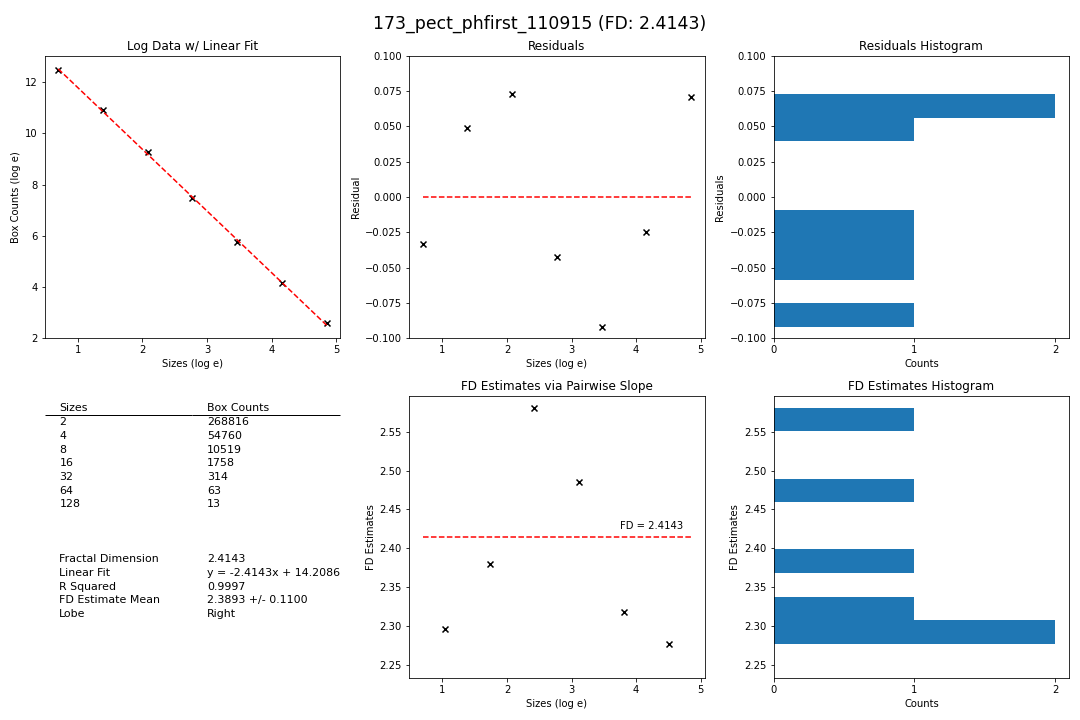 173_pect_phfirst_110915 (FD: 2.4143)
Log Data w/ Linear Fit
Box Counts (log e)
12
10
8
6
4
2
1 2 3 4 5
Sizes (log e)
Residuals
Residual
0.100
0.075
0.050
0.025
0.000
−0.025
−0.050
−0.075
−0.100
1 2 3 4 5
Sizes (log e)
Residuals Histogram
Residuals
0.100
0.075
0.050
0.025
0.000
−0.025
−0.050
−0.075
−0.100
0 1 2
Counts
Sizes Box Counts
2 268816
4 54760
8 10519
16 1758
32 314
64 63
128 13
Fractal Dimension 2.4143
Linear Fit y = -2.4143x + 14.2086
R Squared 0.9997
FD Estimate Mean 2.3893 +/- 0.1100
Lobe Right
FD Estimates via Pairwise Slope
FD Estimates
2.55
2.50
2.45
2.40
2.35
2.30
2.25
FD = 2.4143
1 2 3 4 5
Sizes (log e)
FD Estimates Histogram
FD Estimates
2.55
2.50
2.45
2.40
2.35
2.30
2.25
0 1 2
Counts